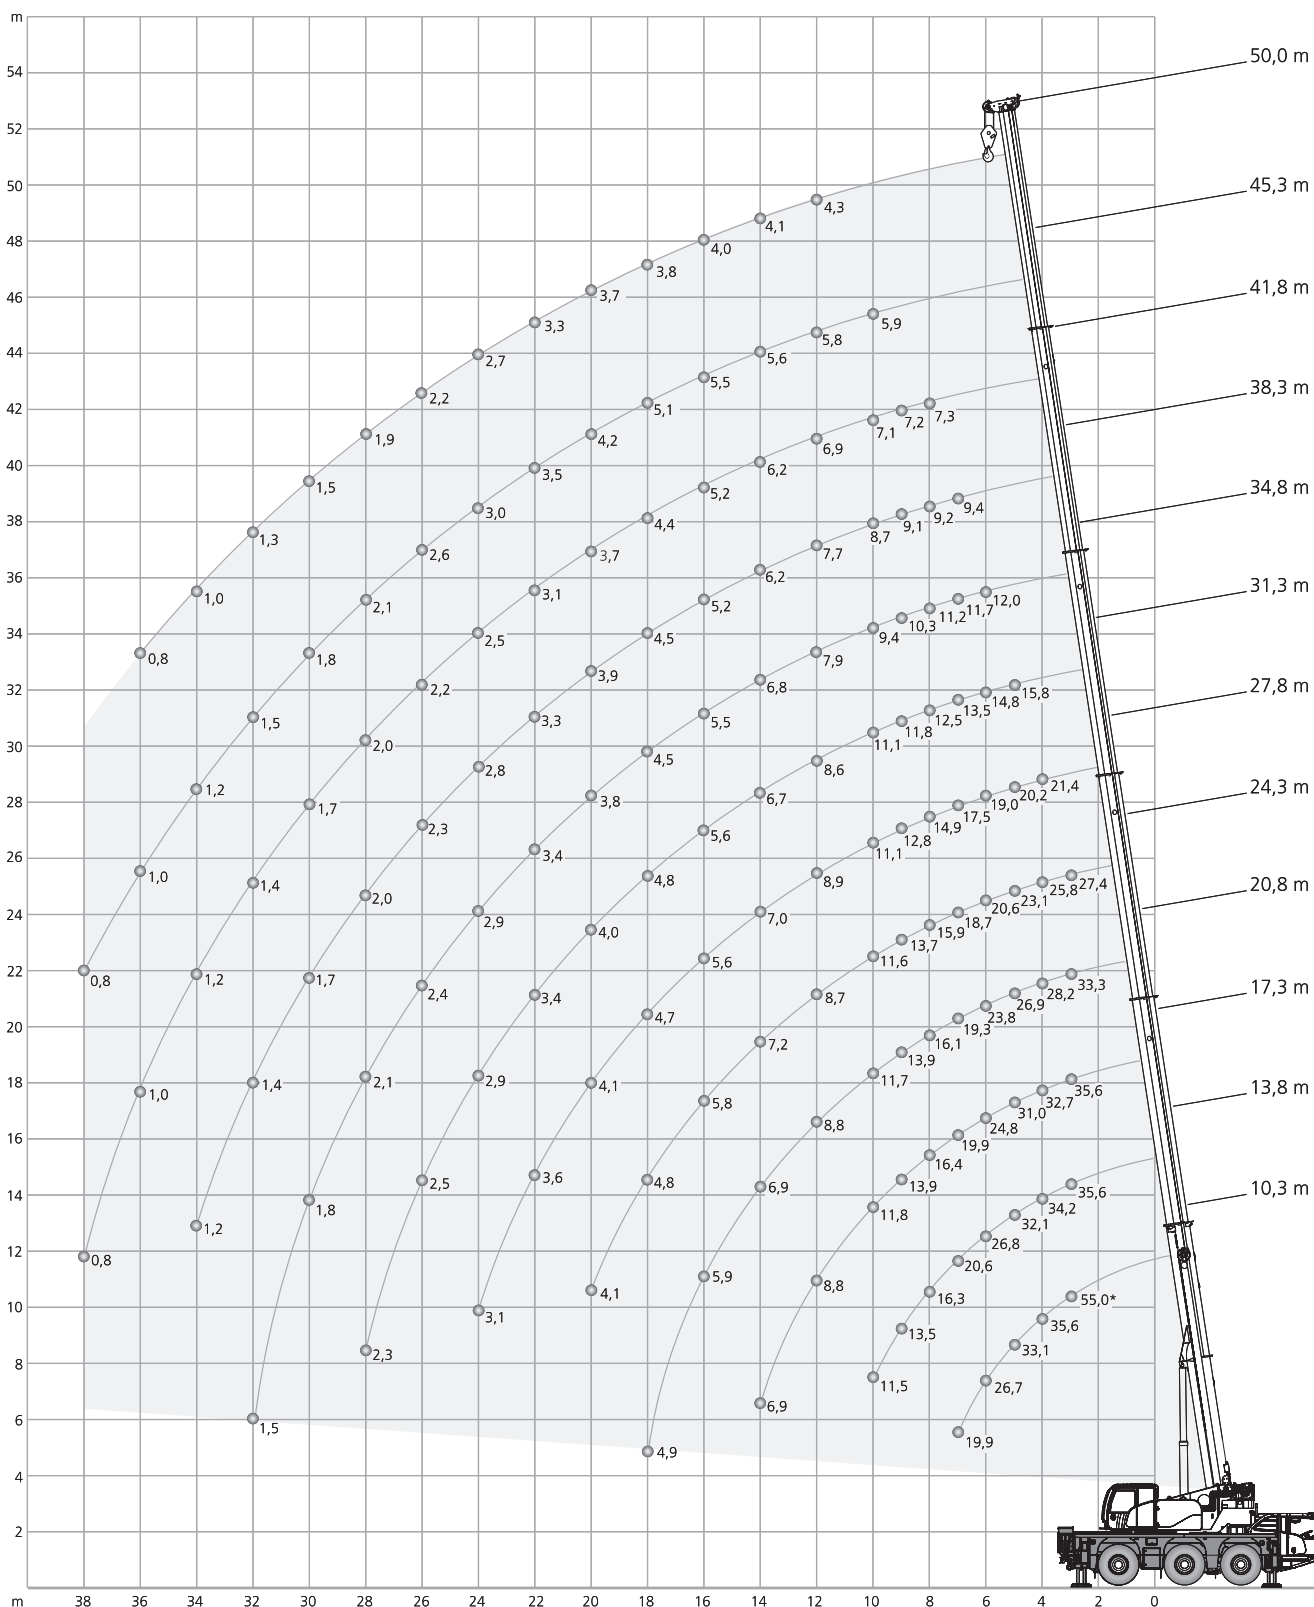 m
54
52
50
48
46
44
42
40
38
36
34
32
30
28
26
24
22
20
18
16
14
12
10
8
6
4
2
50,0 m
45,3 m
41,8 m
38,3 m
34,8 m
31,3 m
27,8 m
24,3 m
20,8 m
17,3 m
13,8 m
10,3 m
0,8 1,0 1,3 1,5 1,9 2,2 2,7 3,3 3,7 3,8 4,0 4,1 4,3
0,8 1,0 1,2 1,5 1,8 2,1 2,6 3,0 3,5 4,2 5,1 5,5 5,6 5,8 5,9
0,8 1,0 1,2 1,4 1,7 2,0 2,2 2,5 3,1 3,7 4,4 5,2 6,2 6,9 7,1 7,2 7,3
1,2 1,4 1,7 2,0 2,3 2,8 3,3 3,9 4,5 5,2 6,2 7,7 8,7 9,1 9,2 9,4
1,5 1,8 2,1 2,4 2,9 3,4 3,8 4,5 5,5 6,8 7,9 9,4 10,3 11,2 11,7 12,0
2,3 2,5 2,9 3,4 4,0 4,8 5,6 6,7 8,6 11,1 11,8 12,5 13,5 14,8 15,8
3,1 3,6 4,1 4,7 5,6 7,0 8,9 11,1 12,8 14,9 17,5 19,0 20,2 21,4
4,1 4,8 5,8 7,2 8,7 11,6 13,7 15,9 18,7 20,6 23,1 25,8 27,4
4,9 5,9 6,9 8,8 11,7 13,9 16,1 19,3 23,8 26,9 28,2 33,3
6,9 8,8 11,8 13,9 16,4 19,9 24,8 31,0 32,7 35,6
11,5 13,5 16,3 20,6 26,8 32,1 34,2 35,6
19,9 26,7 33,1 35,6 55,0*
m 38 36 34 32 30 28 26 24 22 20 18 16 14 12 10 8 6 4 2 0